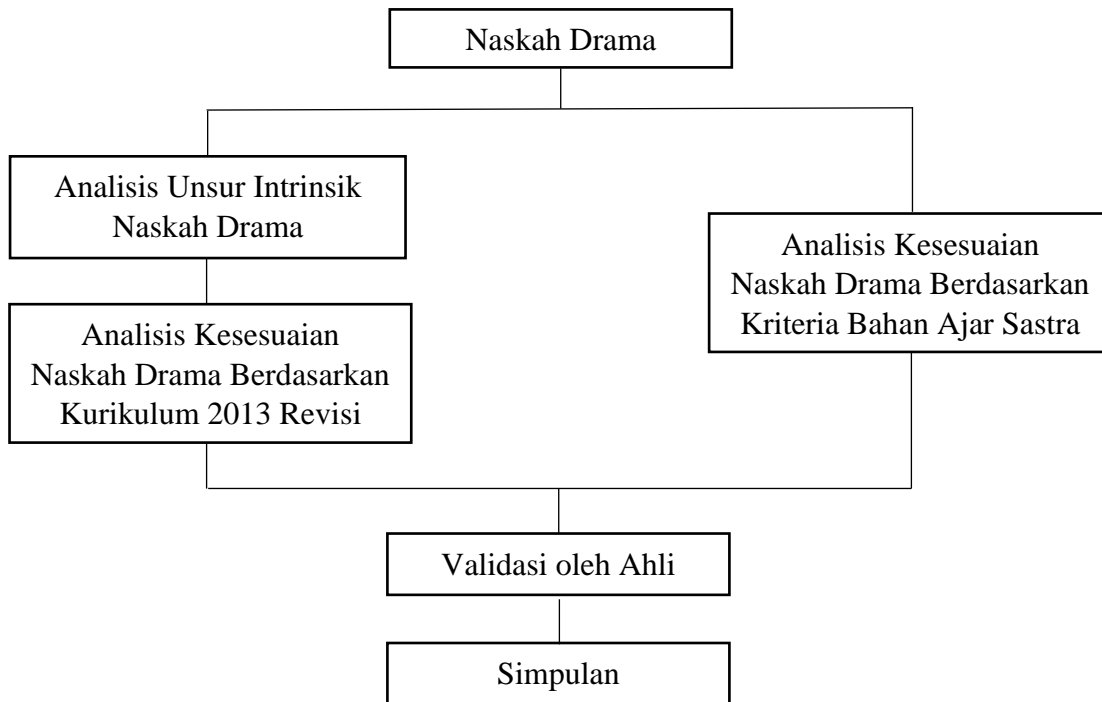 Naskah Drama
Analisis Unsur Intrinsik
Naskah Drama
Analisis Kesesuaian
Naskah Drama Berdasarkan
Kriteria Bahan Ajar Sastra
Analisis Kesesuaian
Naskah Drama Berdasarkan
Kurikulum 2013 Revisi
Validasi oleh Ahli
Simpulan